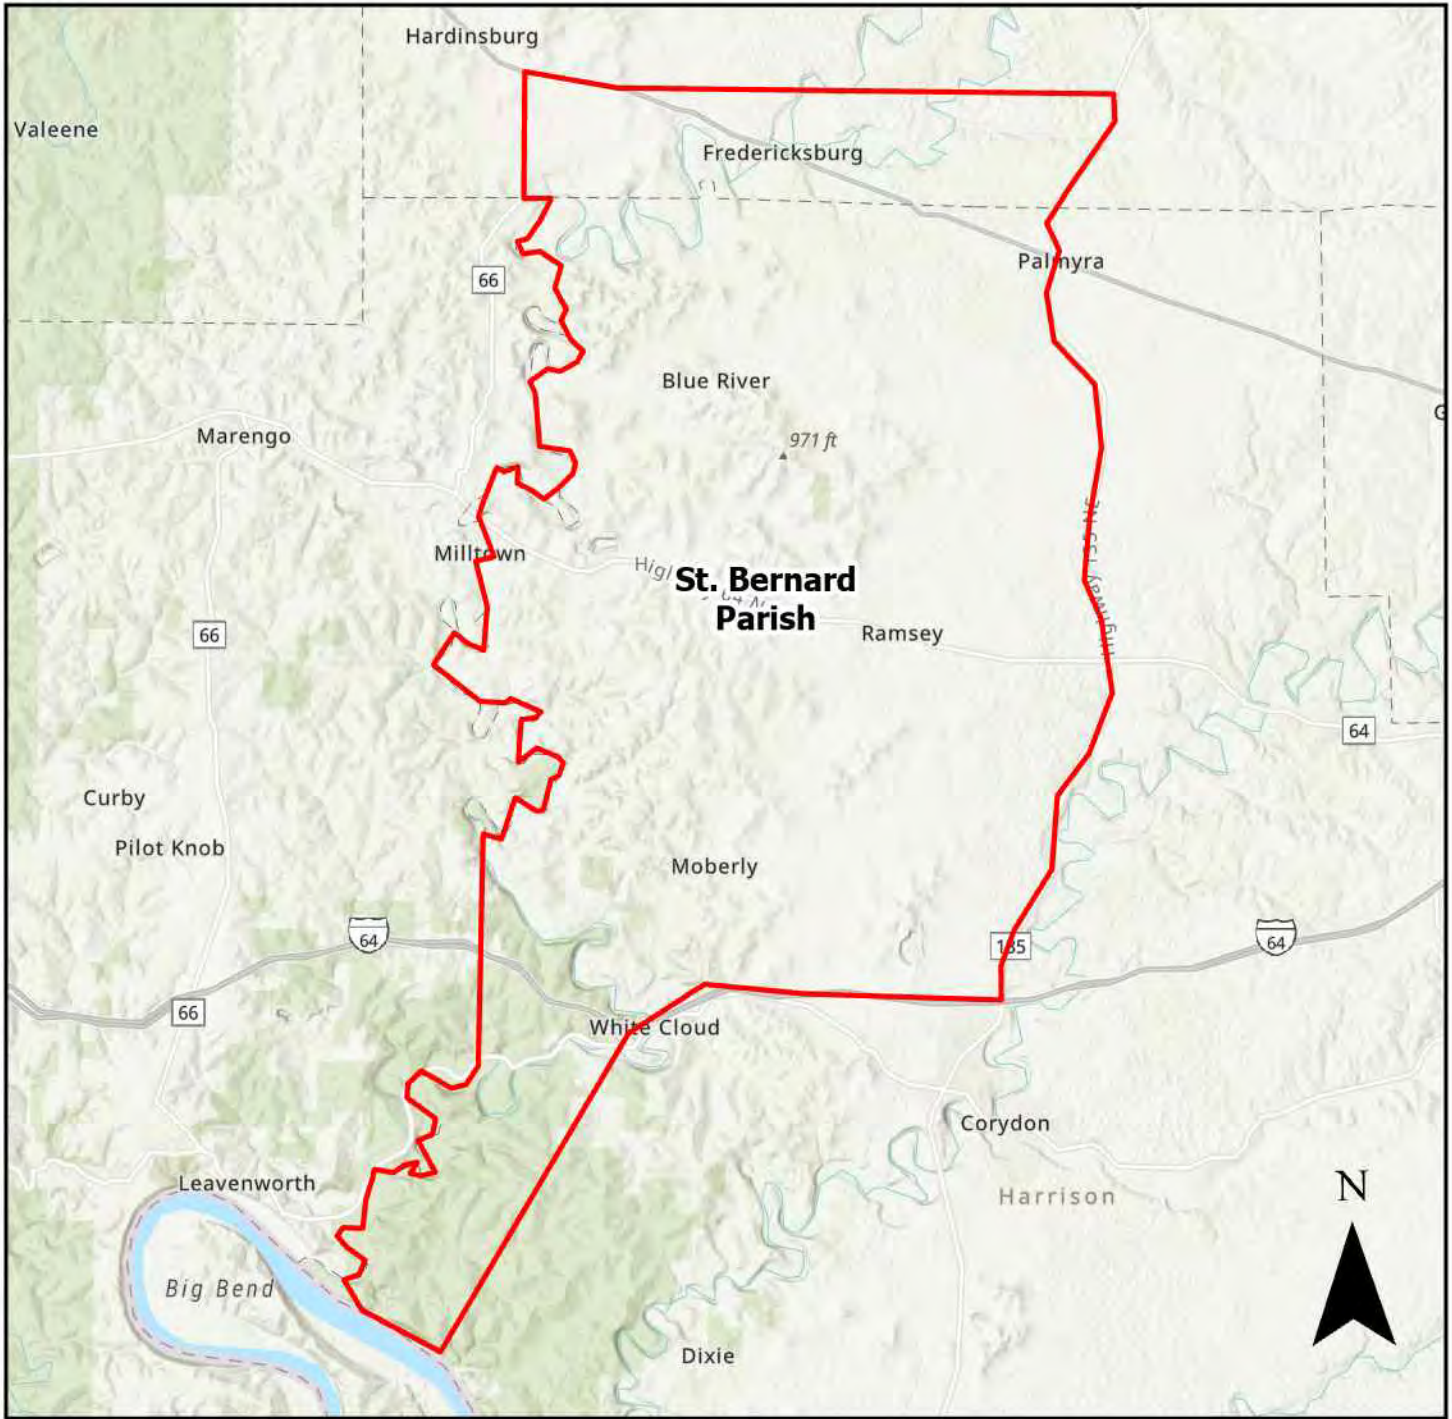 Hardinsburg
Valeene
Fredericksburg
Palmyra
66
Blue River
Marengo
971 ft
Milltown
St. Bernard
Parish
Ramsey
66
64
Curby
Pilot Knob
Moberly
64
64
66
White Cloud
Corydon
Leavenworth
Harrison
N
Big Bend
Dixie